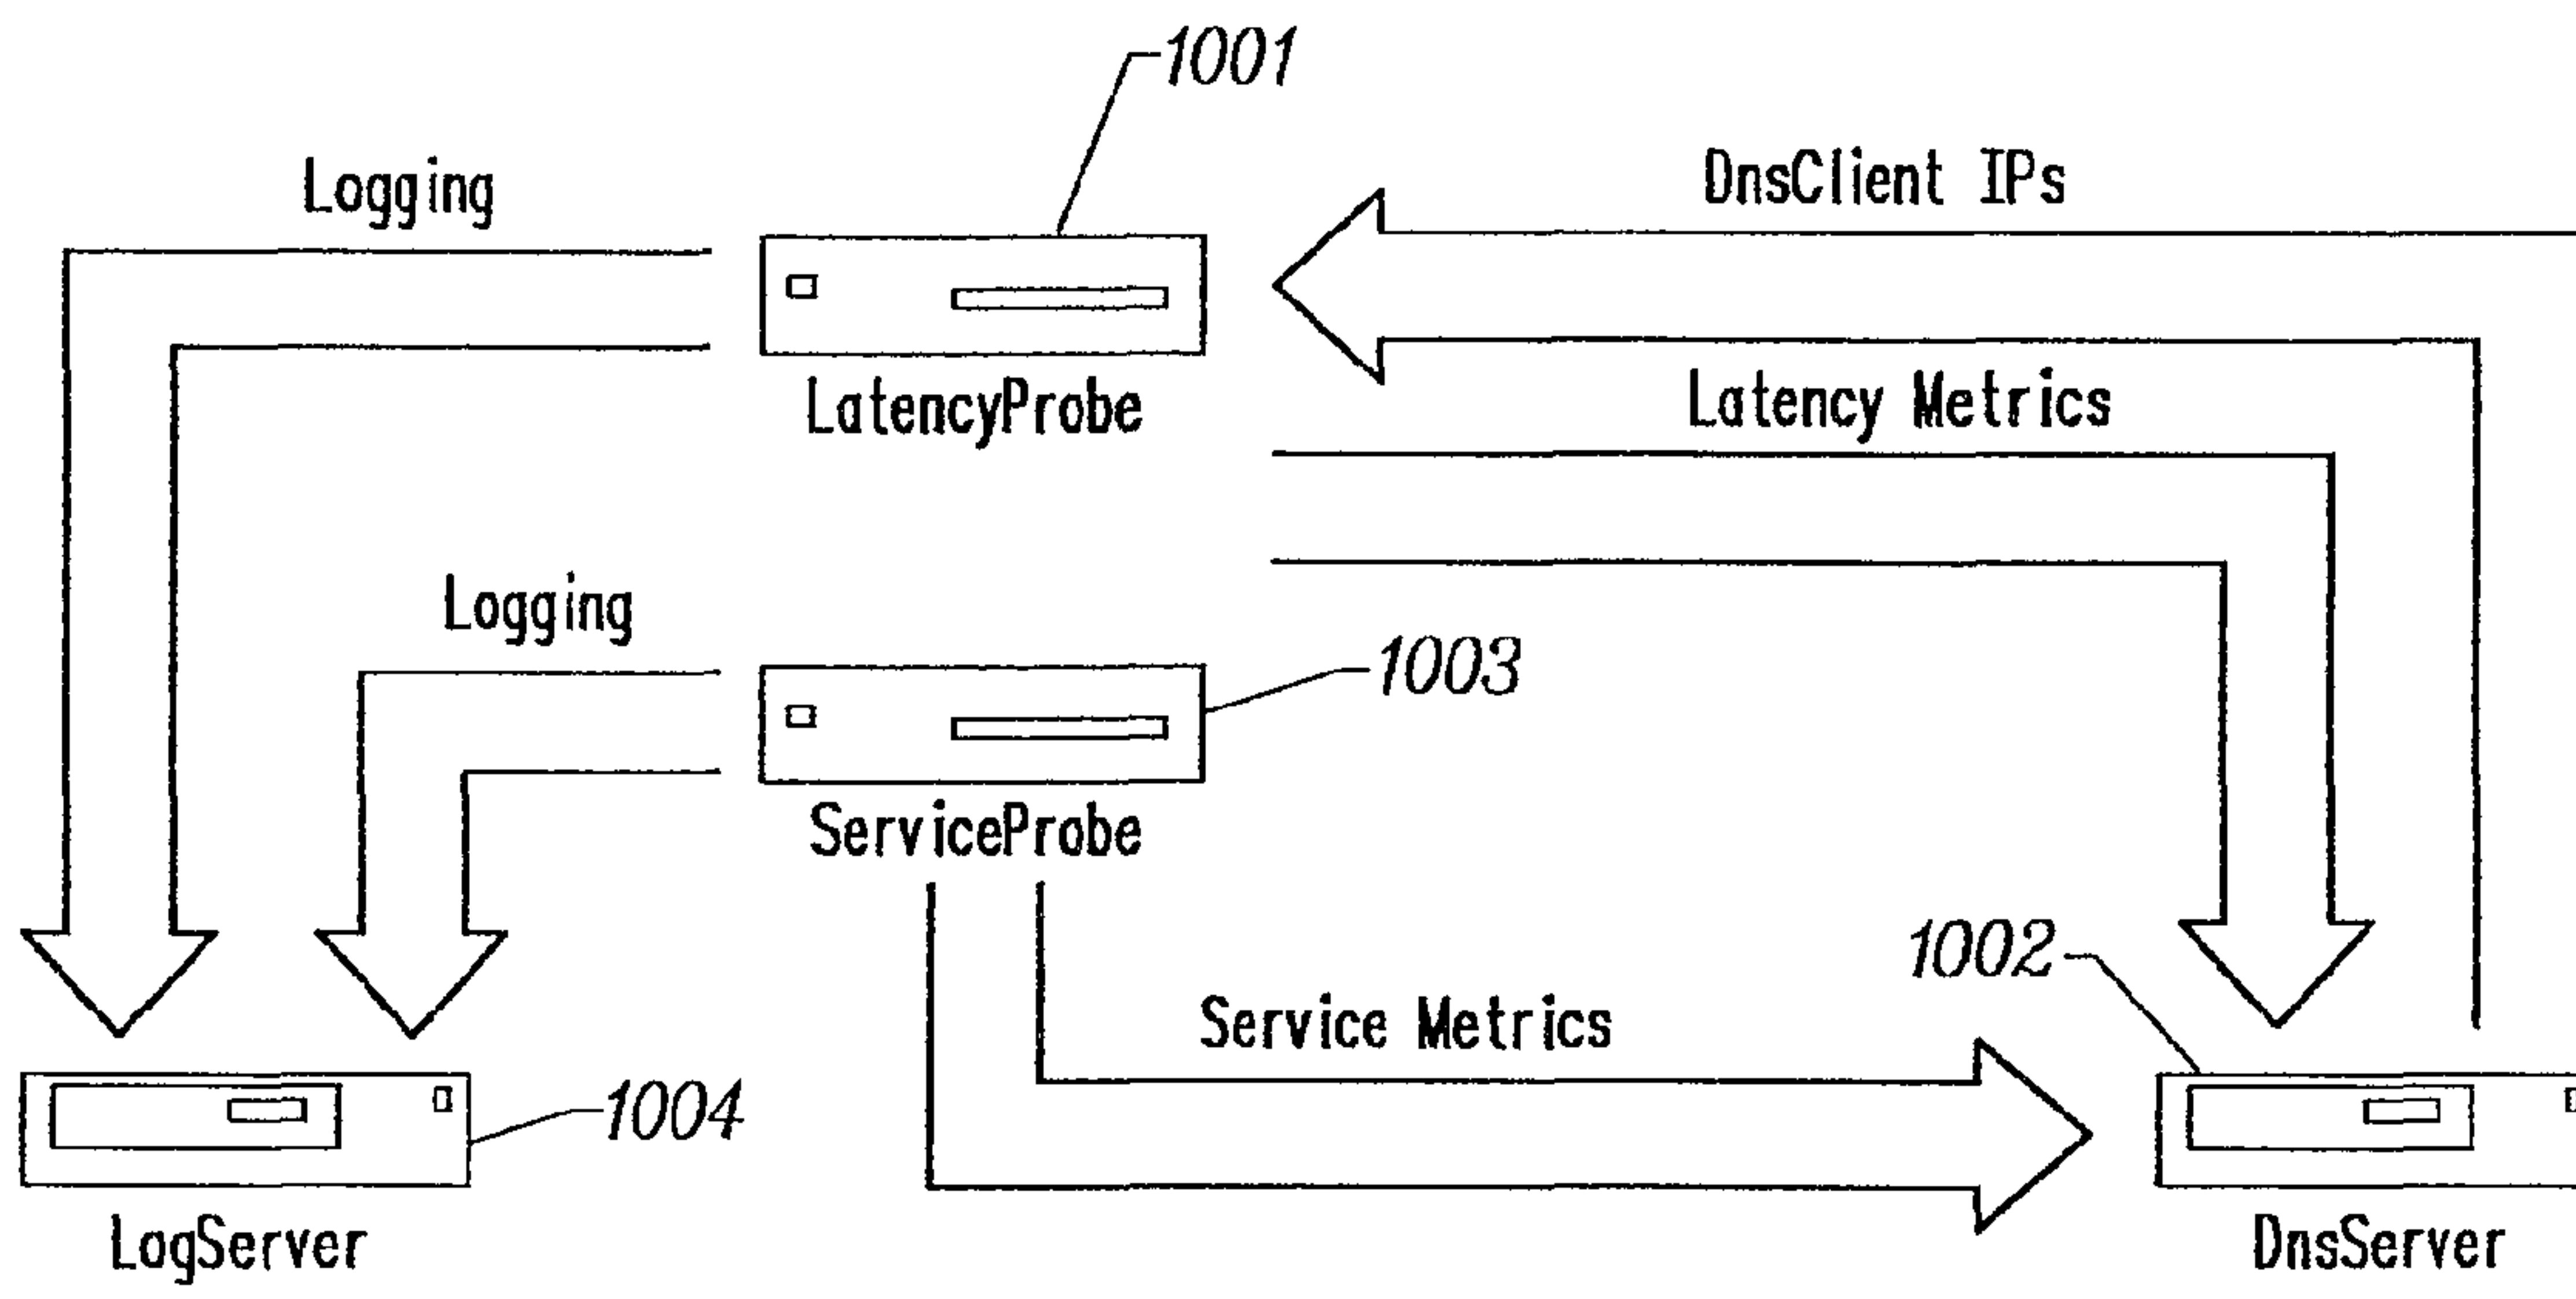 1001
Logging
DnsClient IPs
LatencyProbe
Latency Metrics
Logging
1003
ServiceProbe
1002
Service Metrics
1004
LogServer
DnsServer